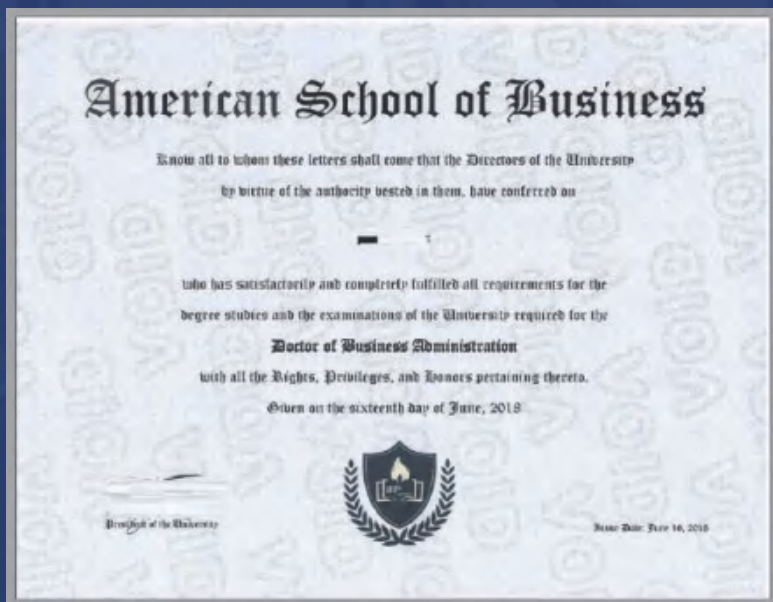 American School of Business
Know all to whom these letters shall come that the Directors of the University
by virtue of the authority vested in them, have conferred on
who has satisfactorily and completely fulfilled all requirements for the
degree studies and the examinations of the University required for the
Doctor of Business Administration
with all the Rights, Privileges, and Honors pertaining thereto.
Given on the sixteenth day of June, 2018
President of the University
Issue Date: June 16, 2018